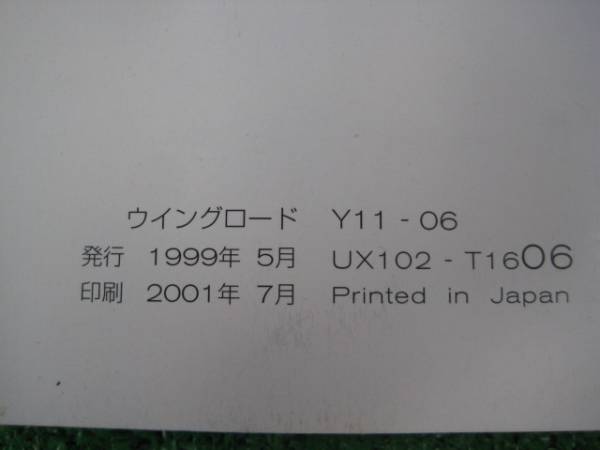 ウイングロード Y11 - 06
発行 1999年 5月 UX102 - T1606
印刷 2001年 7月 Printed in Japan